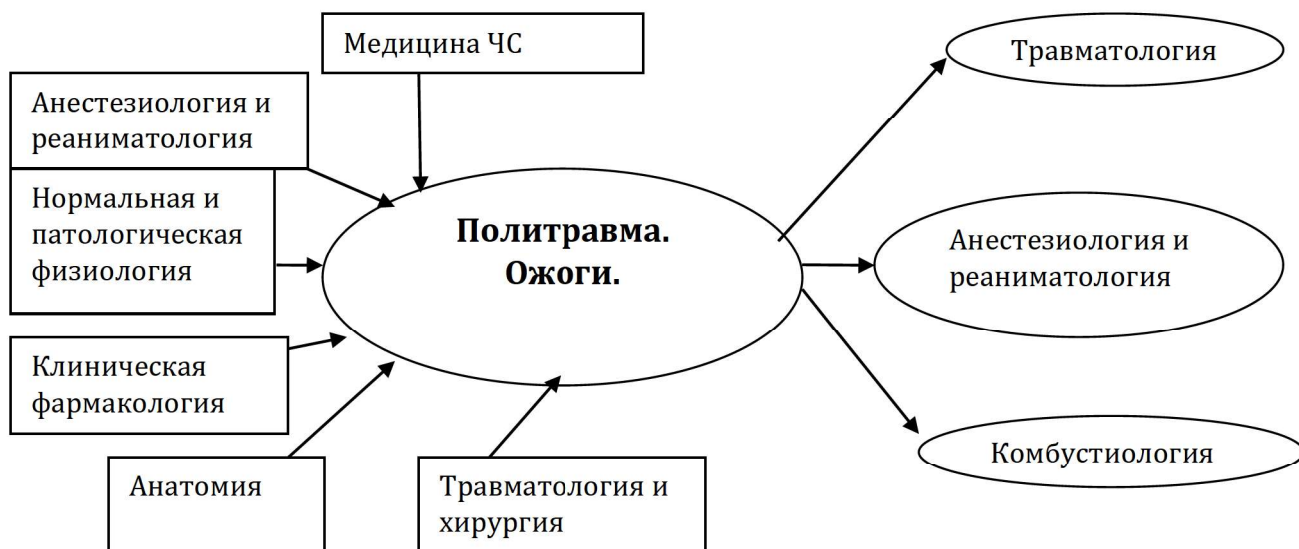 Медицина ЧС
Травматология
Анестезиология и
реаниматология
Нормальная и
патологическая
физиология
Политравма.
Ожоги.
Анестезиология и
реаниматология
Клиническая
фармакология
Комбустиология
Анатомия
Травматология и
хирургия